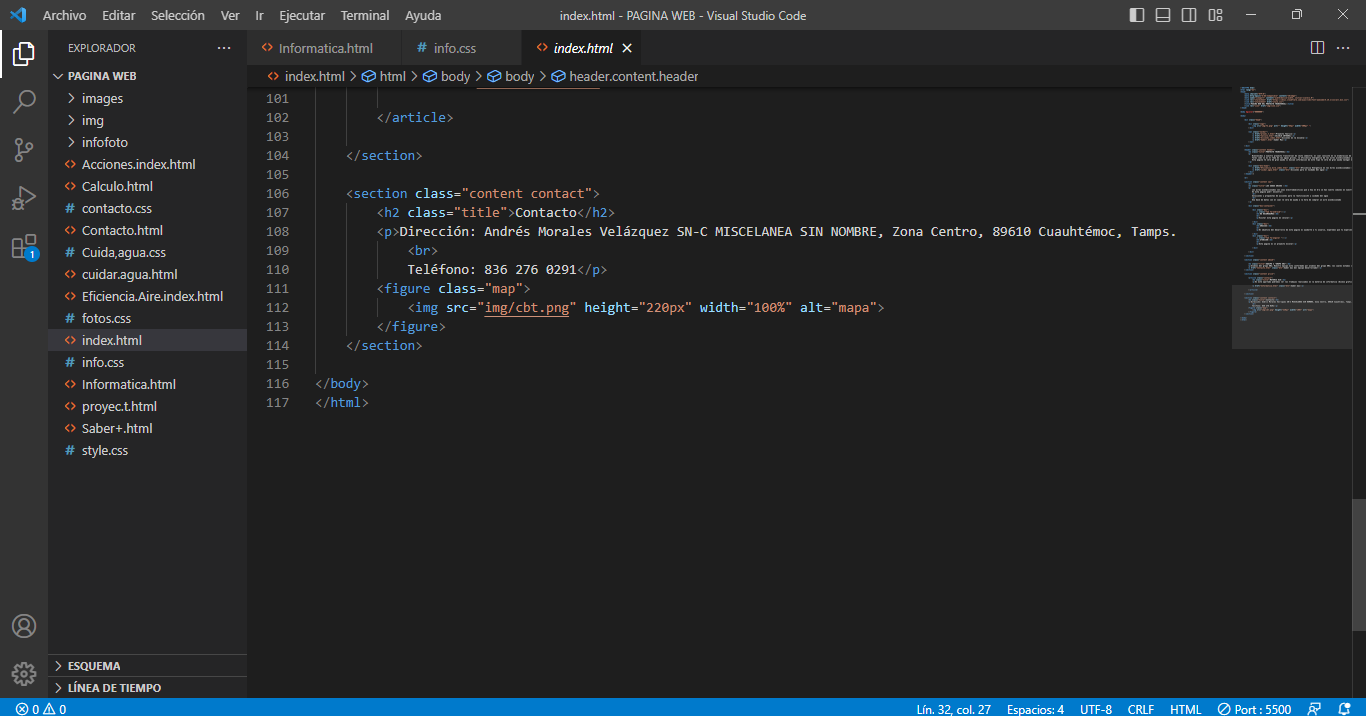 Archivo Editar Selección Ver Ir Ejecutar Terminal Ayuda index.html - PAGINA WEB - Visual Studio Code
EXPLORADOR
PAGINA WEB
images
img
infofoto
Acciones.index.html
Calculo.html
contacto.css
Contacto.html
Cuida,agua.css
cuidar.agua.html
Eficiencia.Aire.index.html
fotos.css
index.html
info.css
Informatica.html
proyec.t.html
Saber+.html
style.css
ESQUEMA
LÍNEA DE TIEMPO
1
Informatica.html info.css index.html
index.html > html > body > body > header.content.header
101
102 </article>
103
104 </section>
105
106 <section class="content contact">
107 <h2 class="title">Contacto</h2>
108 <p>Dirección: Andrés Morales Velázquez SN-C MISCELANEA SIN NOMBRE, Zona Centro, 89610 Cuauhtémoc, Tamps.
109 <br>
110 Teléfono: 836 276 0291</p>
111 <figure class="map">
112 <img src="img/cbt.png" height="220px" width="100%" alt="mapa">
113 </figure>
114 </section>
115
116 </body>
117 </html>
0 0 Lín. 32, col. 27 Espacios: 4 UTF-8 CRLF HTML Port : 5500